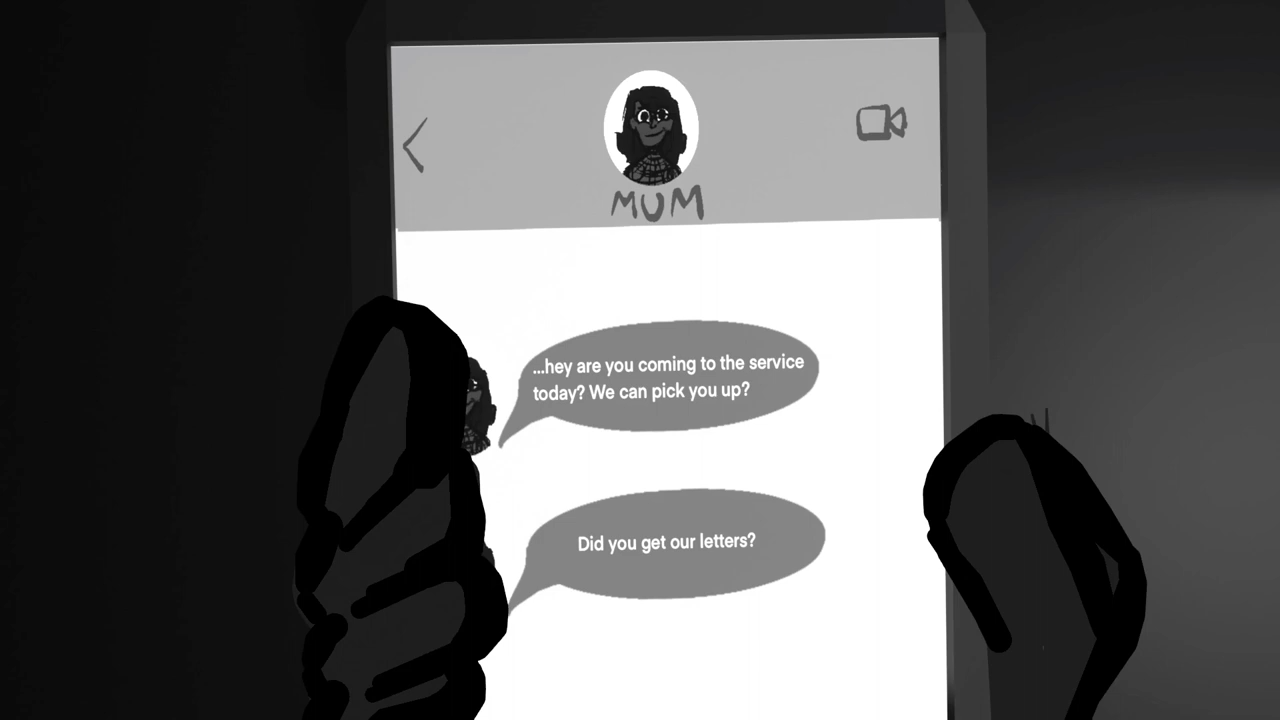 MUM
...hey are you coming to the service
today? We can pick you up?
Did you get our letters?